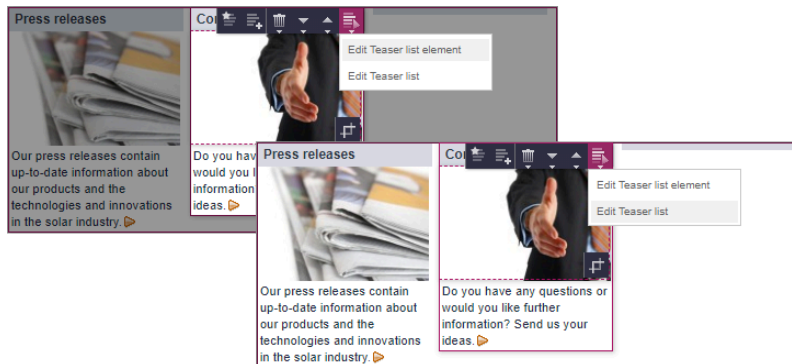 Press releases
Co
Edit Teaser list element
Edit Teaser list
Our press releases contain
up-to-date information about
our products and the
technologies and innovations
in the solar industry.
Do you hav
would you l
information
ideas.
Press releases
Co
Edit Teaser list element
Edit Teaser list
Our press releases contain
up-to-date information about
our products and the
technologies and innovations
in the solar industry.
Do you have any questions or
would you like further
information? Send us your
ideas.